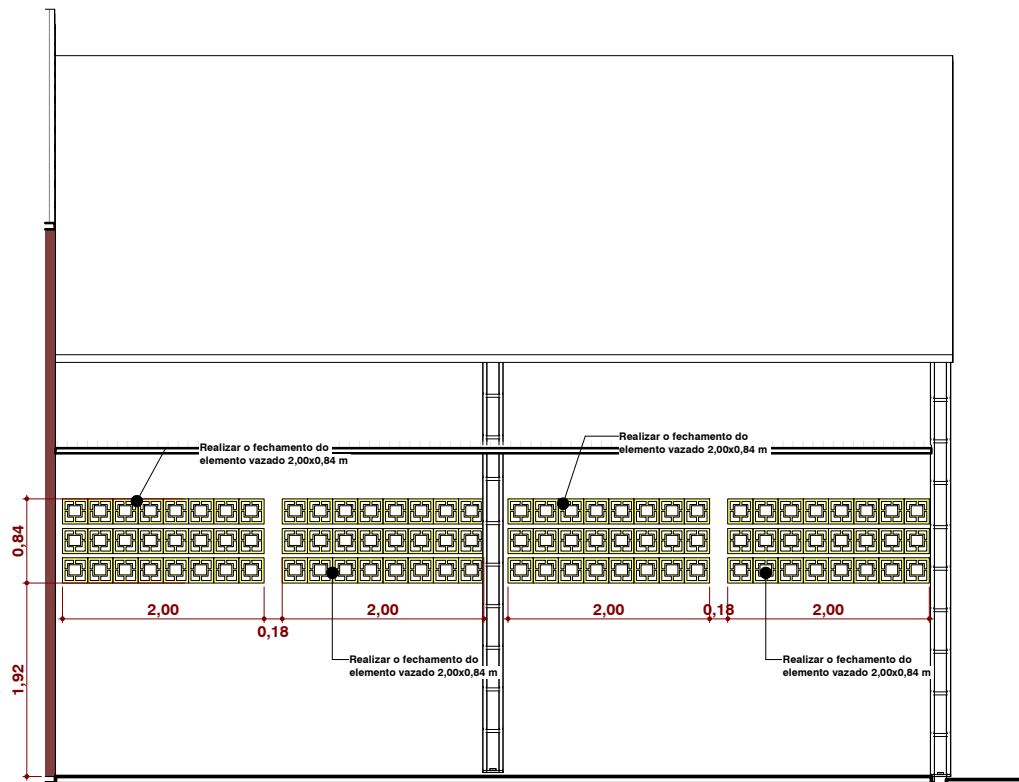 Realizar o fechamento do
elemento vazado 2,00x0,84 m
Realizar o fechamento do
elemento vazado 2,00x0,84 m
0,84
2,00
0,18
2,00
2,00
0,18
2,00
1,92
Realizar o fechamento do
elemento vazado 2,00x0,84 m
Realizar o fechamento do
elemento vazado 2,00x0,84 m